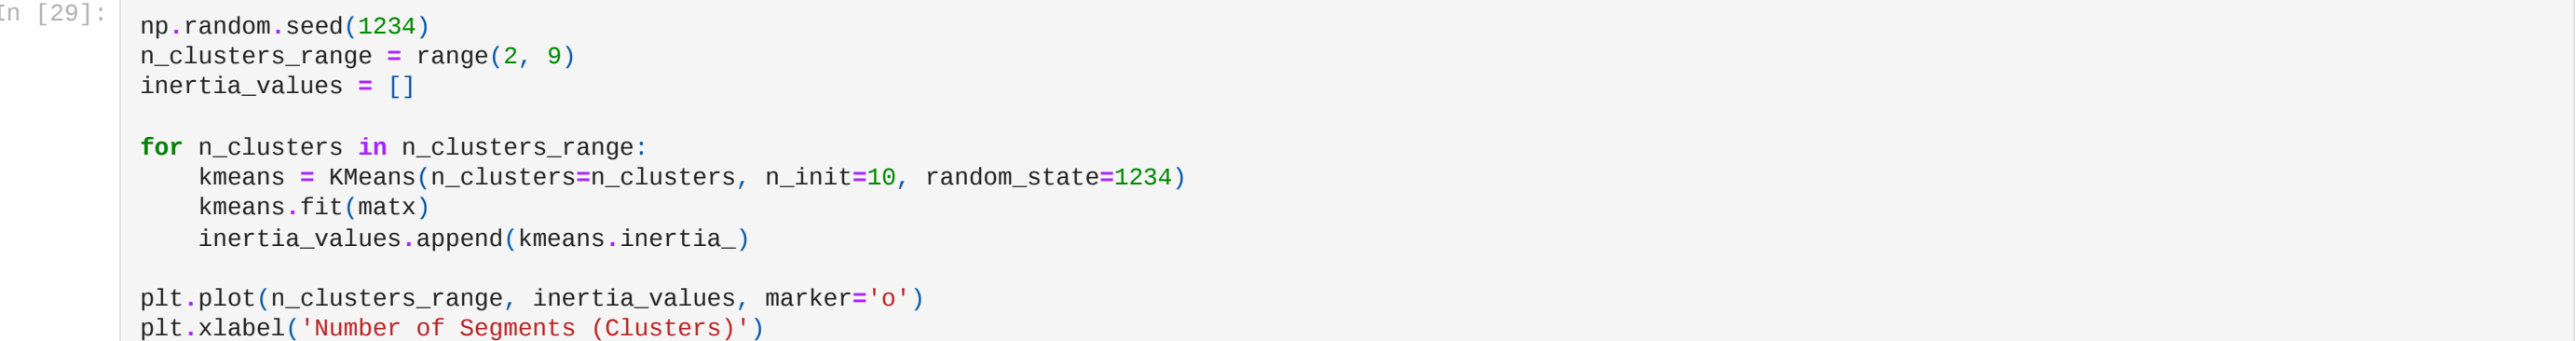 In [29]:
np.random.seed(1234)
n_clusters_range = range(2, 9)
inertia_values = []
for n_clusters in n_clusters_range:
    kmeans = KMeans(n_clusters=n_clusters, n_init=10, random_state=1234)
    kmeans.fit(matx)
    inertia_values.append(kmeans.inertia_)
plt.plot(n_clusters_range, inertia_values, marker='o')
plt.xlabel('Number of Segments (Clusters)')